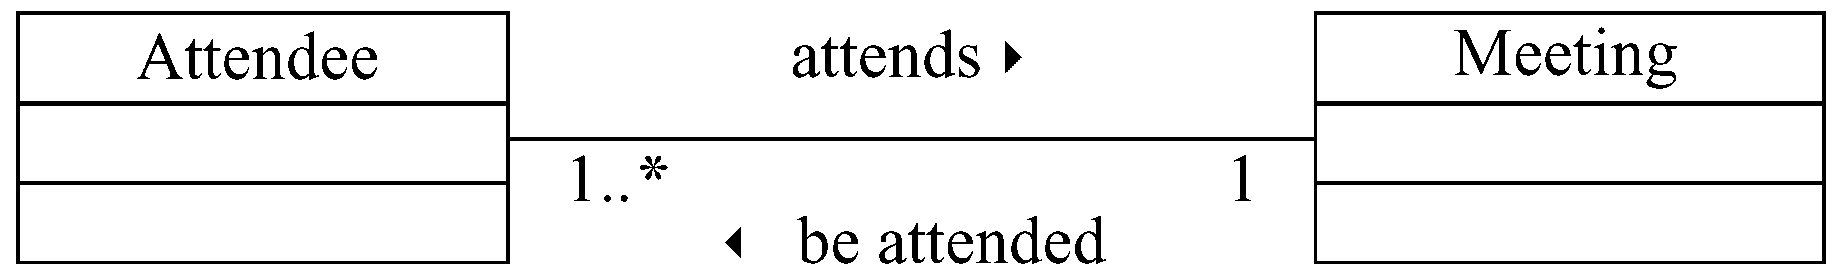 Attendee
attends ▶
Meeting
1..*
1
◀ be attended